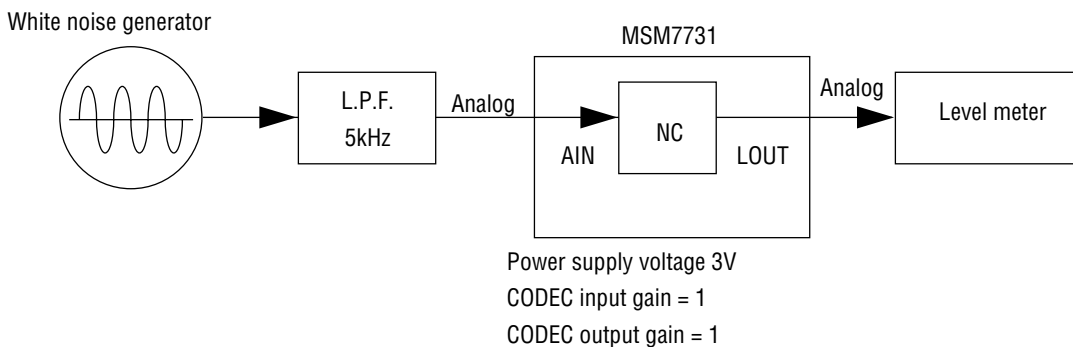 White noise generator
L.P.F.
5kHz
Analog
MSM7731
AIN
NC
LOUT
Analog
Level meter
Power supply voltage 3V
CODEC input gain = 1
CODEC output gain = 1